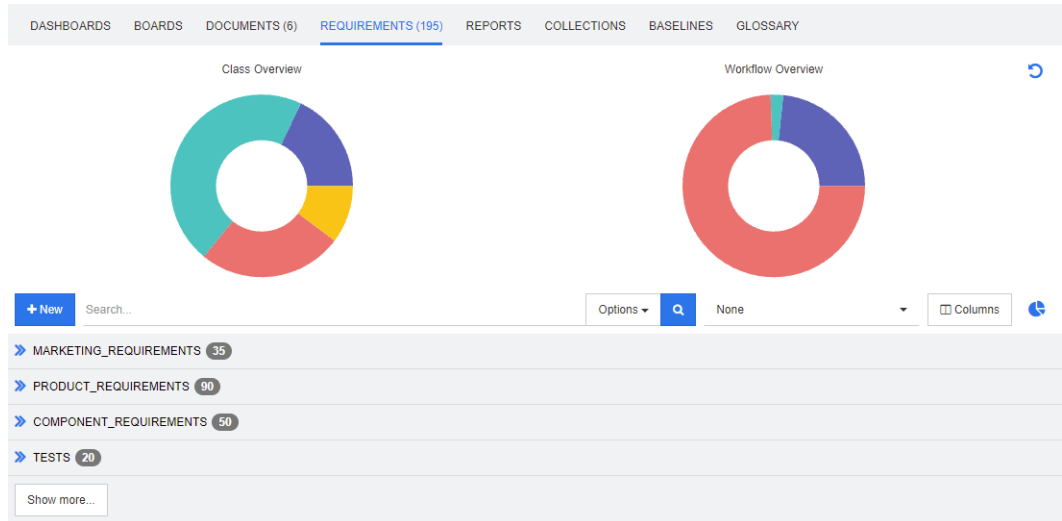 DASHBOARDS BOARDS DOCUMENTS (6) REQUIREMENTS (195) REPORTS COLLECTIONS BASELINES GLOSSARY
Class Overview Workflow Overview
New Search... Options None Columns
MARKETING_REQUIREMENTS 35
PRODUCT_REQUIREMENTS 90
COMPONENT_REQUIREMENTS 50
TESTS 20
Show more...